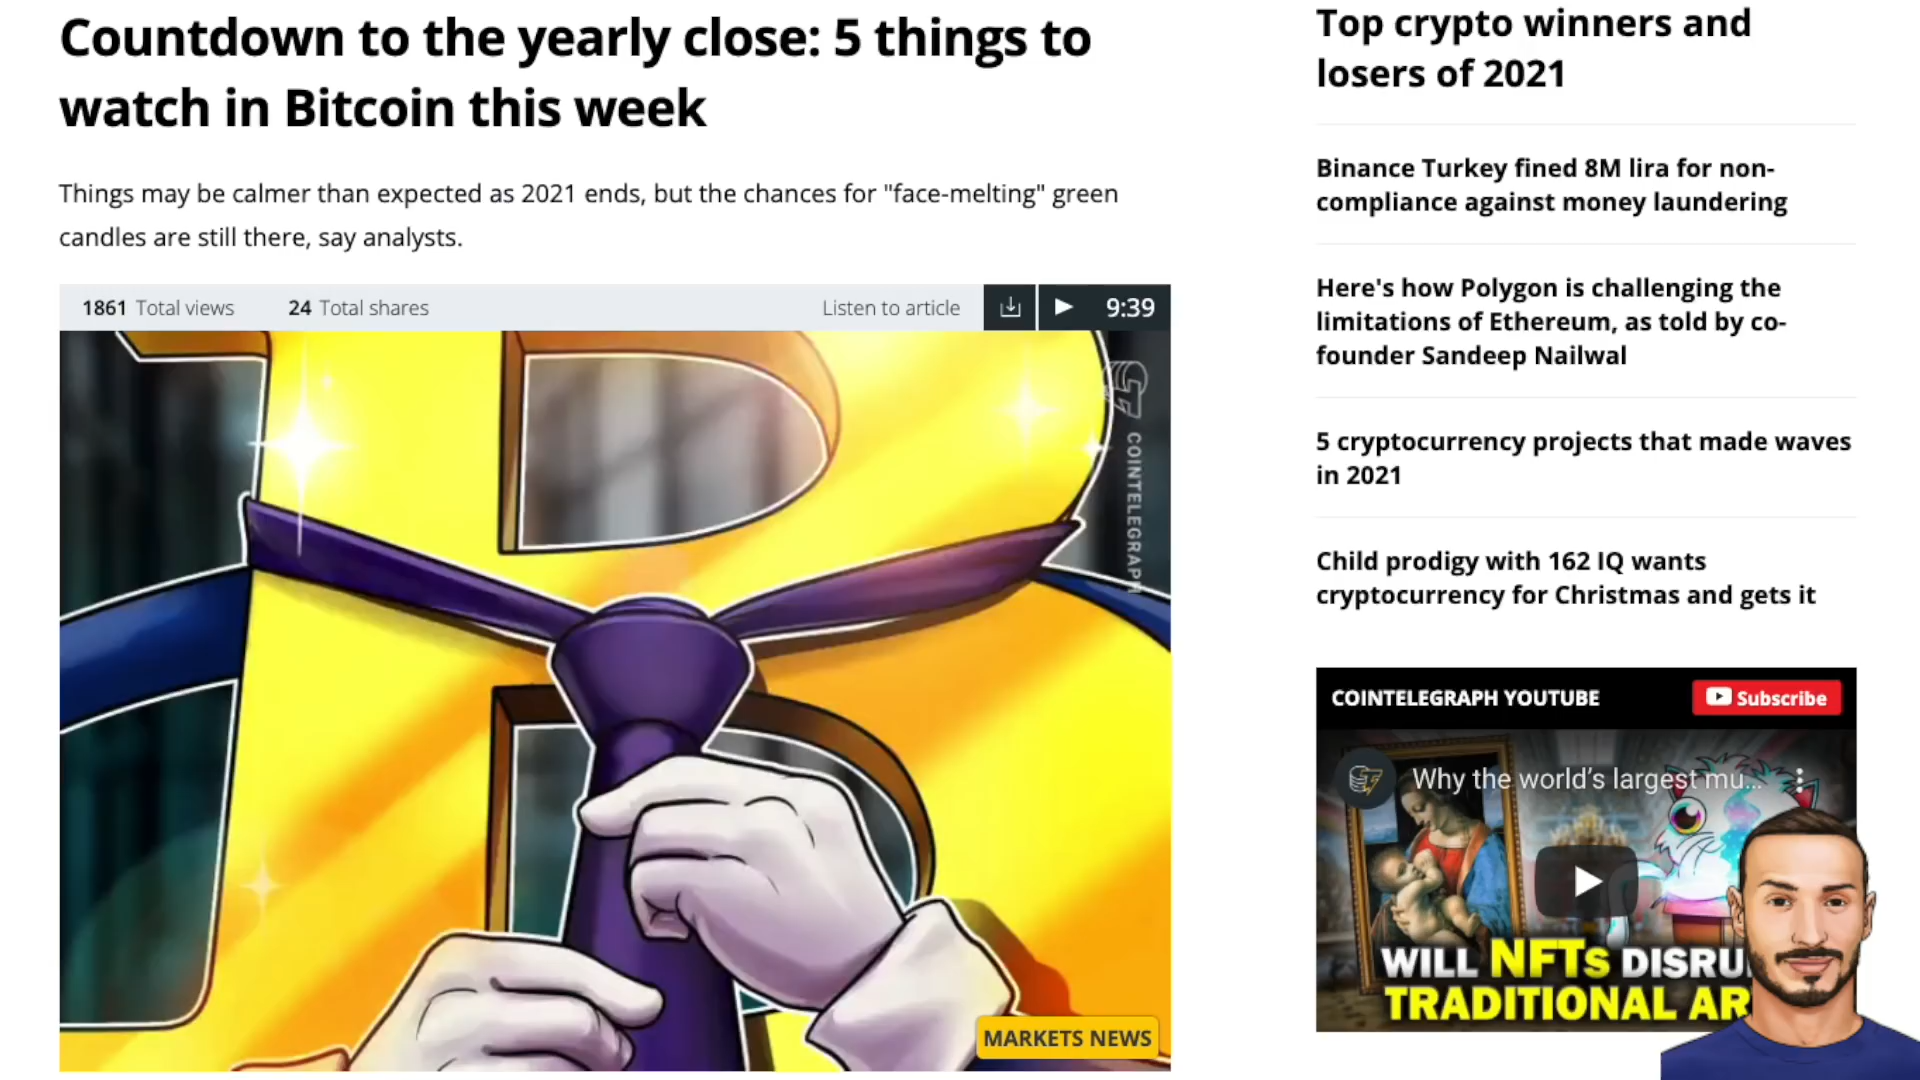 Countdown to the yearly close: 5 things to
watch in Bitcoin this week
Things may be calmer than expected as 2021 ends, but the chances for "face-melting" green
candles are still there, say analysts.
1861 Total views 24 Total shares Listen to article 9:39
COINTELEGRAPH
MARKETS NEWS
Top crypto winners and
losers of 2021
Binance Turkey fined 8M lira for non-
compliance against money laundering
Here's how Polygon is challenging the
limitations of Ethereum, as told by co-
founder Sandeep Nailwal
5 cryptocurrency projects that made waves
in 2021
Child prodigy with 162 IQ wants
cryptocurrency for Christmas and gets it
COINTELEGRAPH YOUTUBE Subscribe
Why the world's largest mu...
WILL NFTs DISRU
TRADITIONAL AR